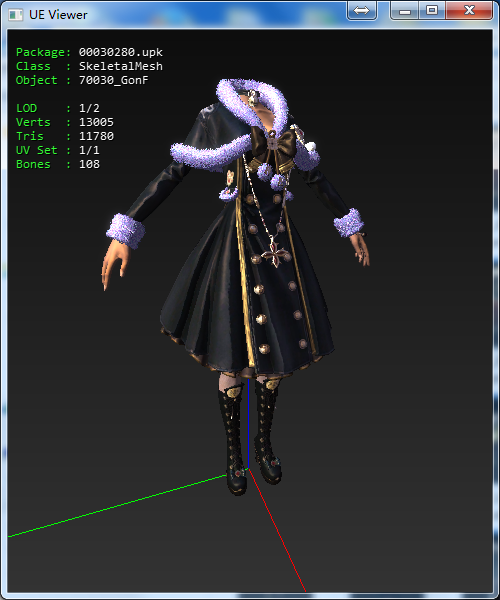 UE Viewer
Package: 00030280.upk
Class : SkeletalMesh
Object : 70030_GonF
LOD : 1/2
Verts : 13005
Tris : 11780
UV Set : 1/1
Bones : 108